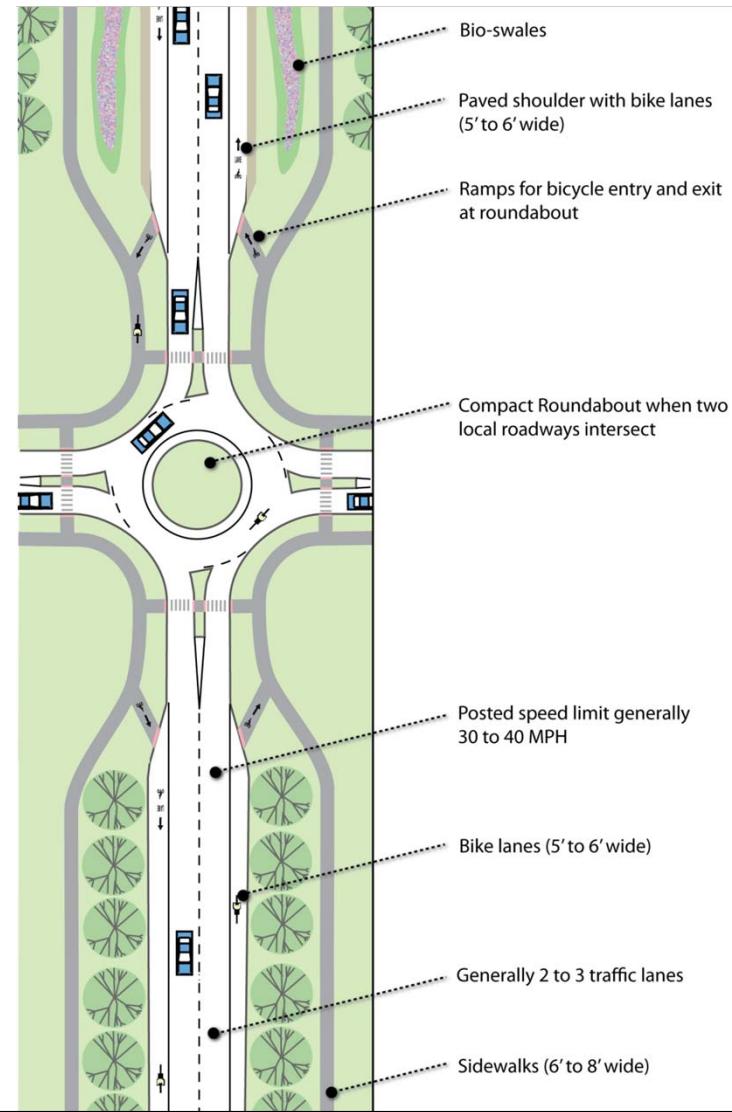 Bio-swales
Paved shoulder with bike lanes
(5’ to 6’ wide)
Ramps for bicycle entry and exit
at roundabout
Compact Roundabout when two
local roadways intersect
Posted speed limit generally
30 to 40 MPH
Bike lanes (5’ to 6’ wide)
Generally 2 to 3 traffic lanes
Sidewalks (6’ to 8’ wide)